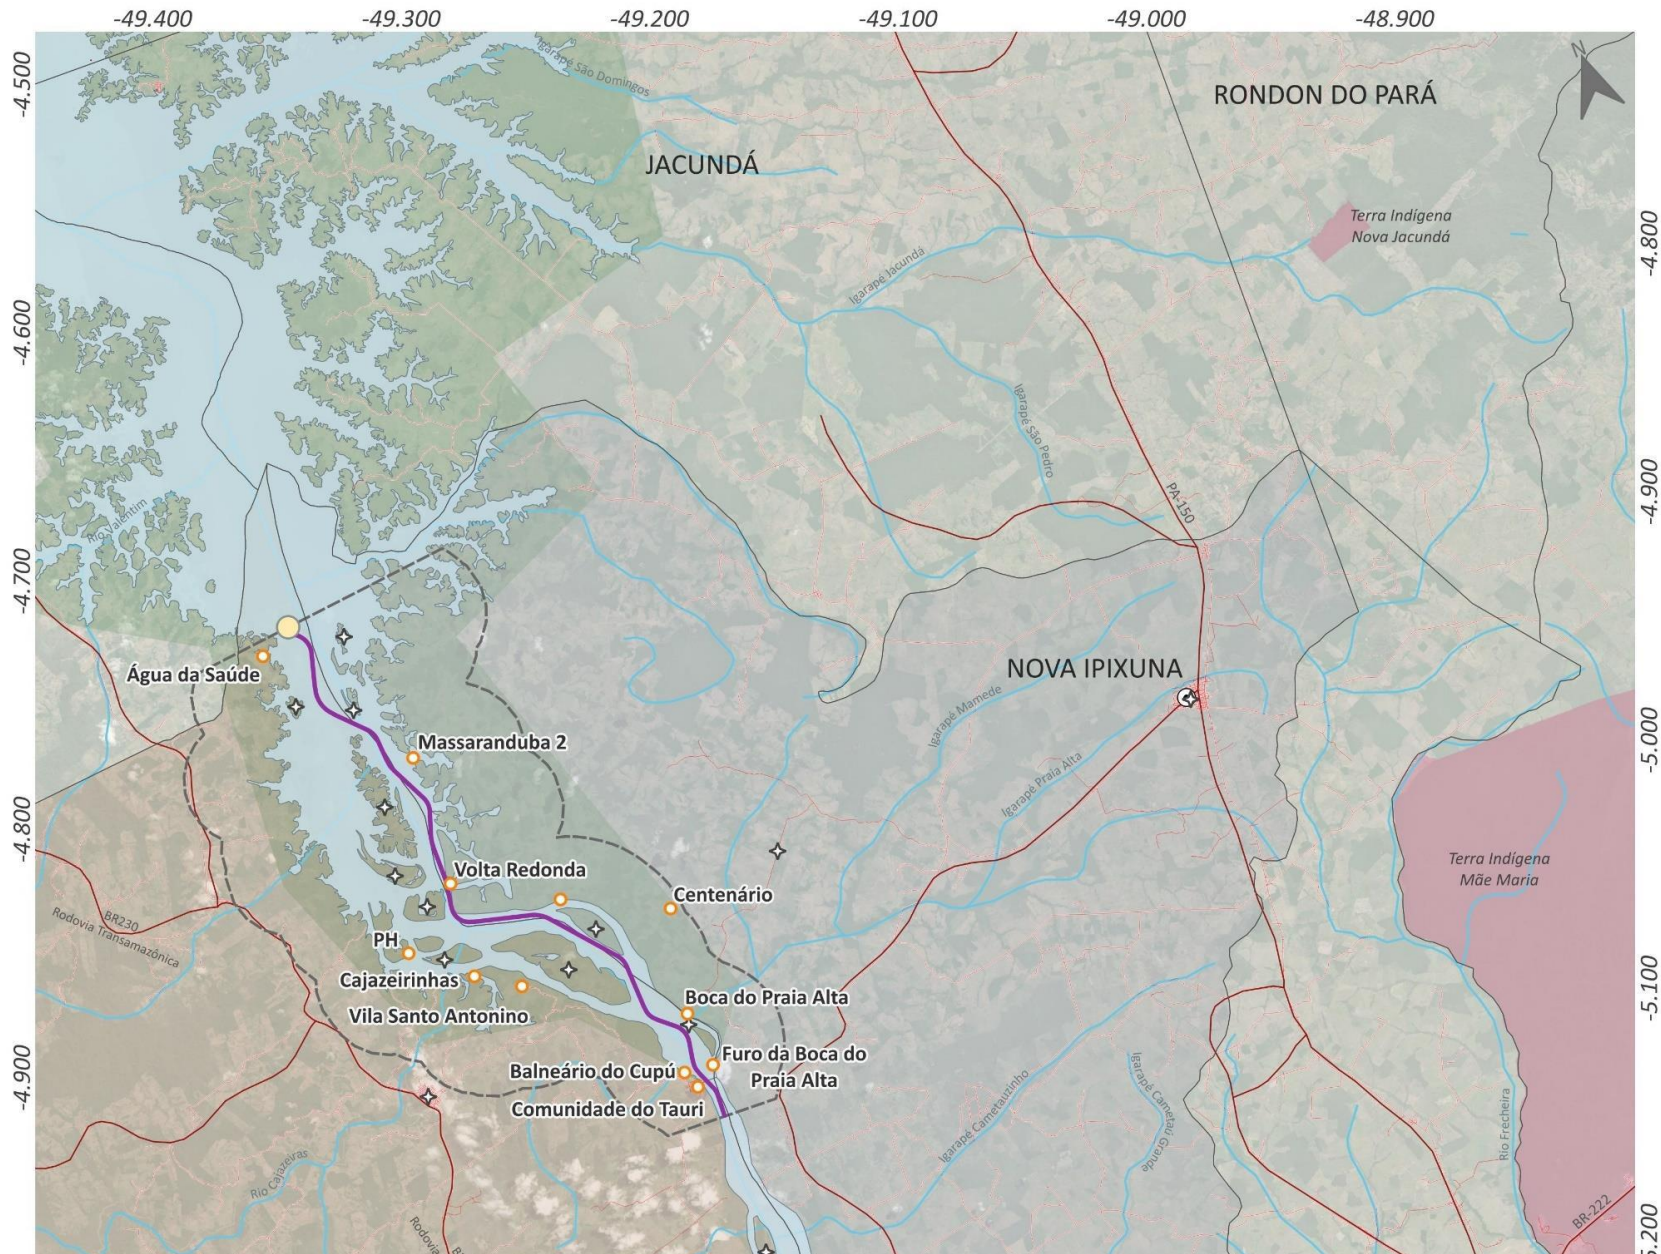 -49.400
-49.300
-49.200
-49.100
-49.000
-48.900
-4.500
-4.600
-4.700
-4.800
-4.900
-4.800
-4.900
-5.000
-5.100
5.200
N
RONDON DO PARÁ
JACUNDÁ
Igarapé São Domingos
Terra Indígena
Nova Jacundá
Igarapé Jacundá
Igarapé São Pedro
PA-150
Rio Valentim
NOVA IPIXUNA
Água da Saúde
Igarapé Mamede
Massaranduba 2
Igarapé Praia Alta
Terra Indígena
Mãe Maria
Volta Redonda
Centenário
BR230
Rodovia Transamazônica
PH
Cajazeirinhas
Vila Santo Antonino
Boca do Praia Alta
Furo da Boca do
Praia Alta
Balneário do Cupú
Comunidade do Tauri
Igarapé Cametauzinho
Igarapé Cametaú Grande
Rio Frecheira
Rio Cajazeiras
Rodovia
BR-222